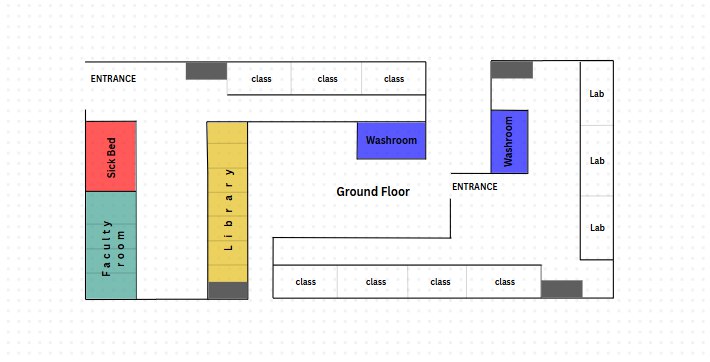 ENTRANCE
class
class
class
Lab
Sick Bed
Library
Washroom
Washroom
Lab
Ground Floor
ENTRANCE
Faculty
room
Lab
class
class
class
class